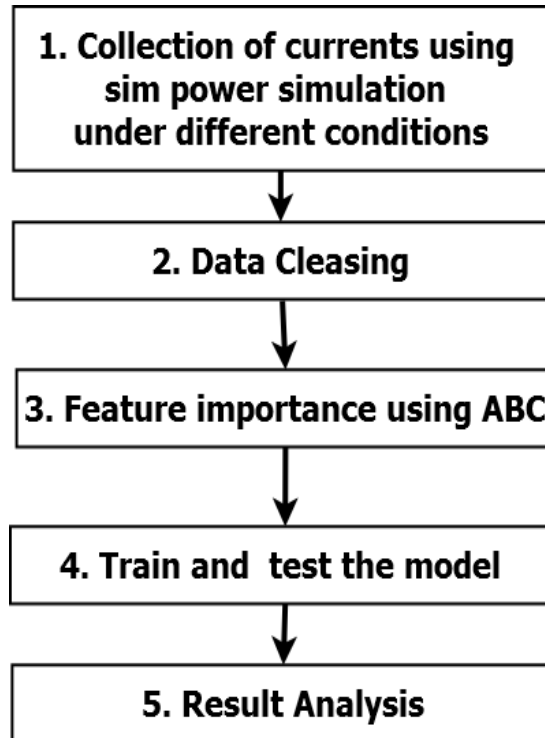 1. Collection of currents using
sim power simulation
under different conditions
2. Data Cleasing
3. Feature importance using ABC
4. Train and test the model
5. Result Analysis